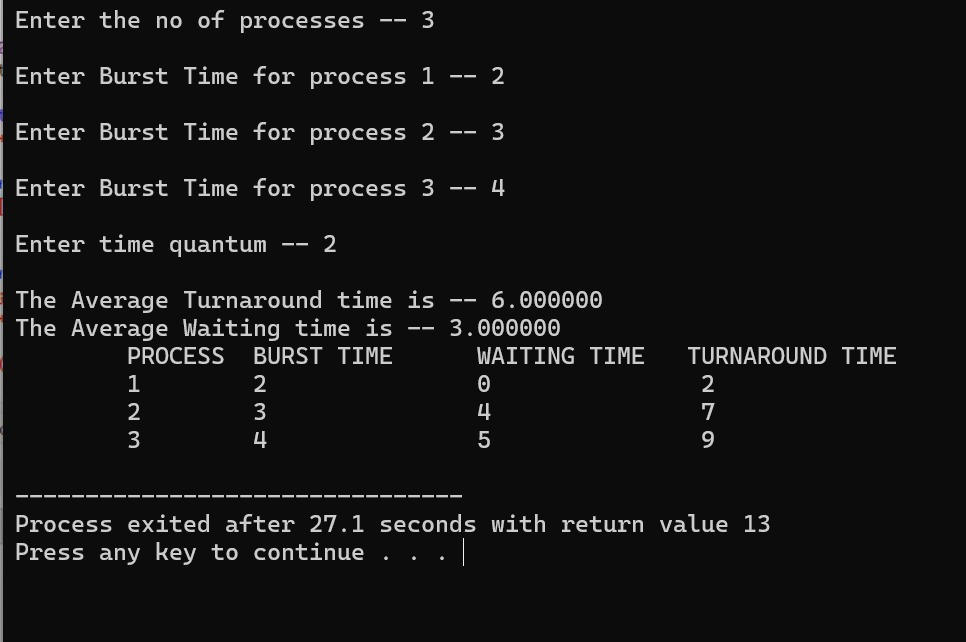 Enter the no of processes -- 3
Enter Burst Time for process 1 -- 2
Enter Burst Time for process 2 -- 3
Enter Burst Time for process 3 -- 4
Enter time quantum -- 2
The Average Turnaround time is -- 6.000000
The Average Waiting time is -- 3.000000
PROCESS BURST TIME WAITING TIME TURNAROUND TIME
1 2 0 2
2 3 4 7
3 4 5 9
--------------------------------
Process exited after 27.1 seconds with return value 13
Press any key to continue . . .